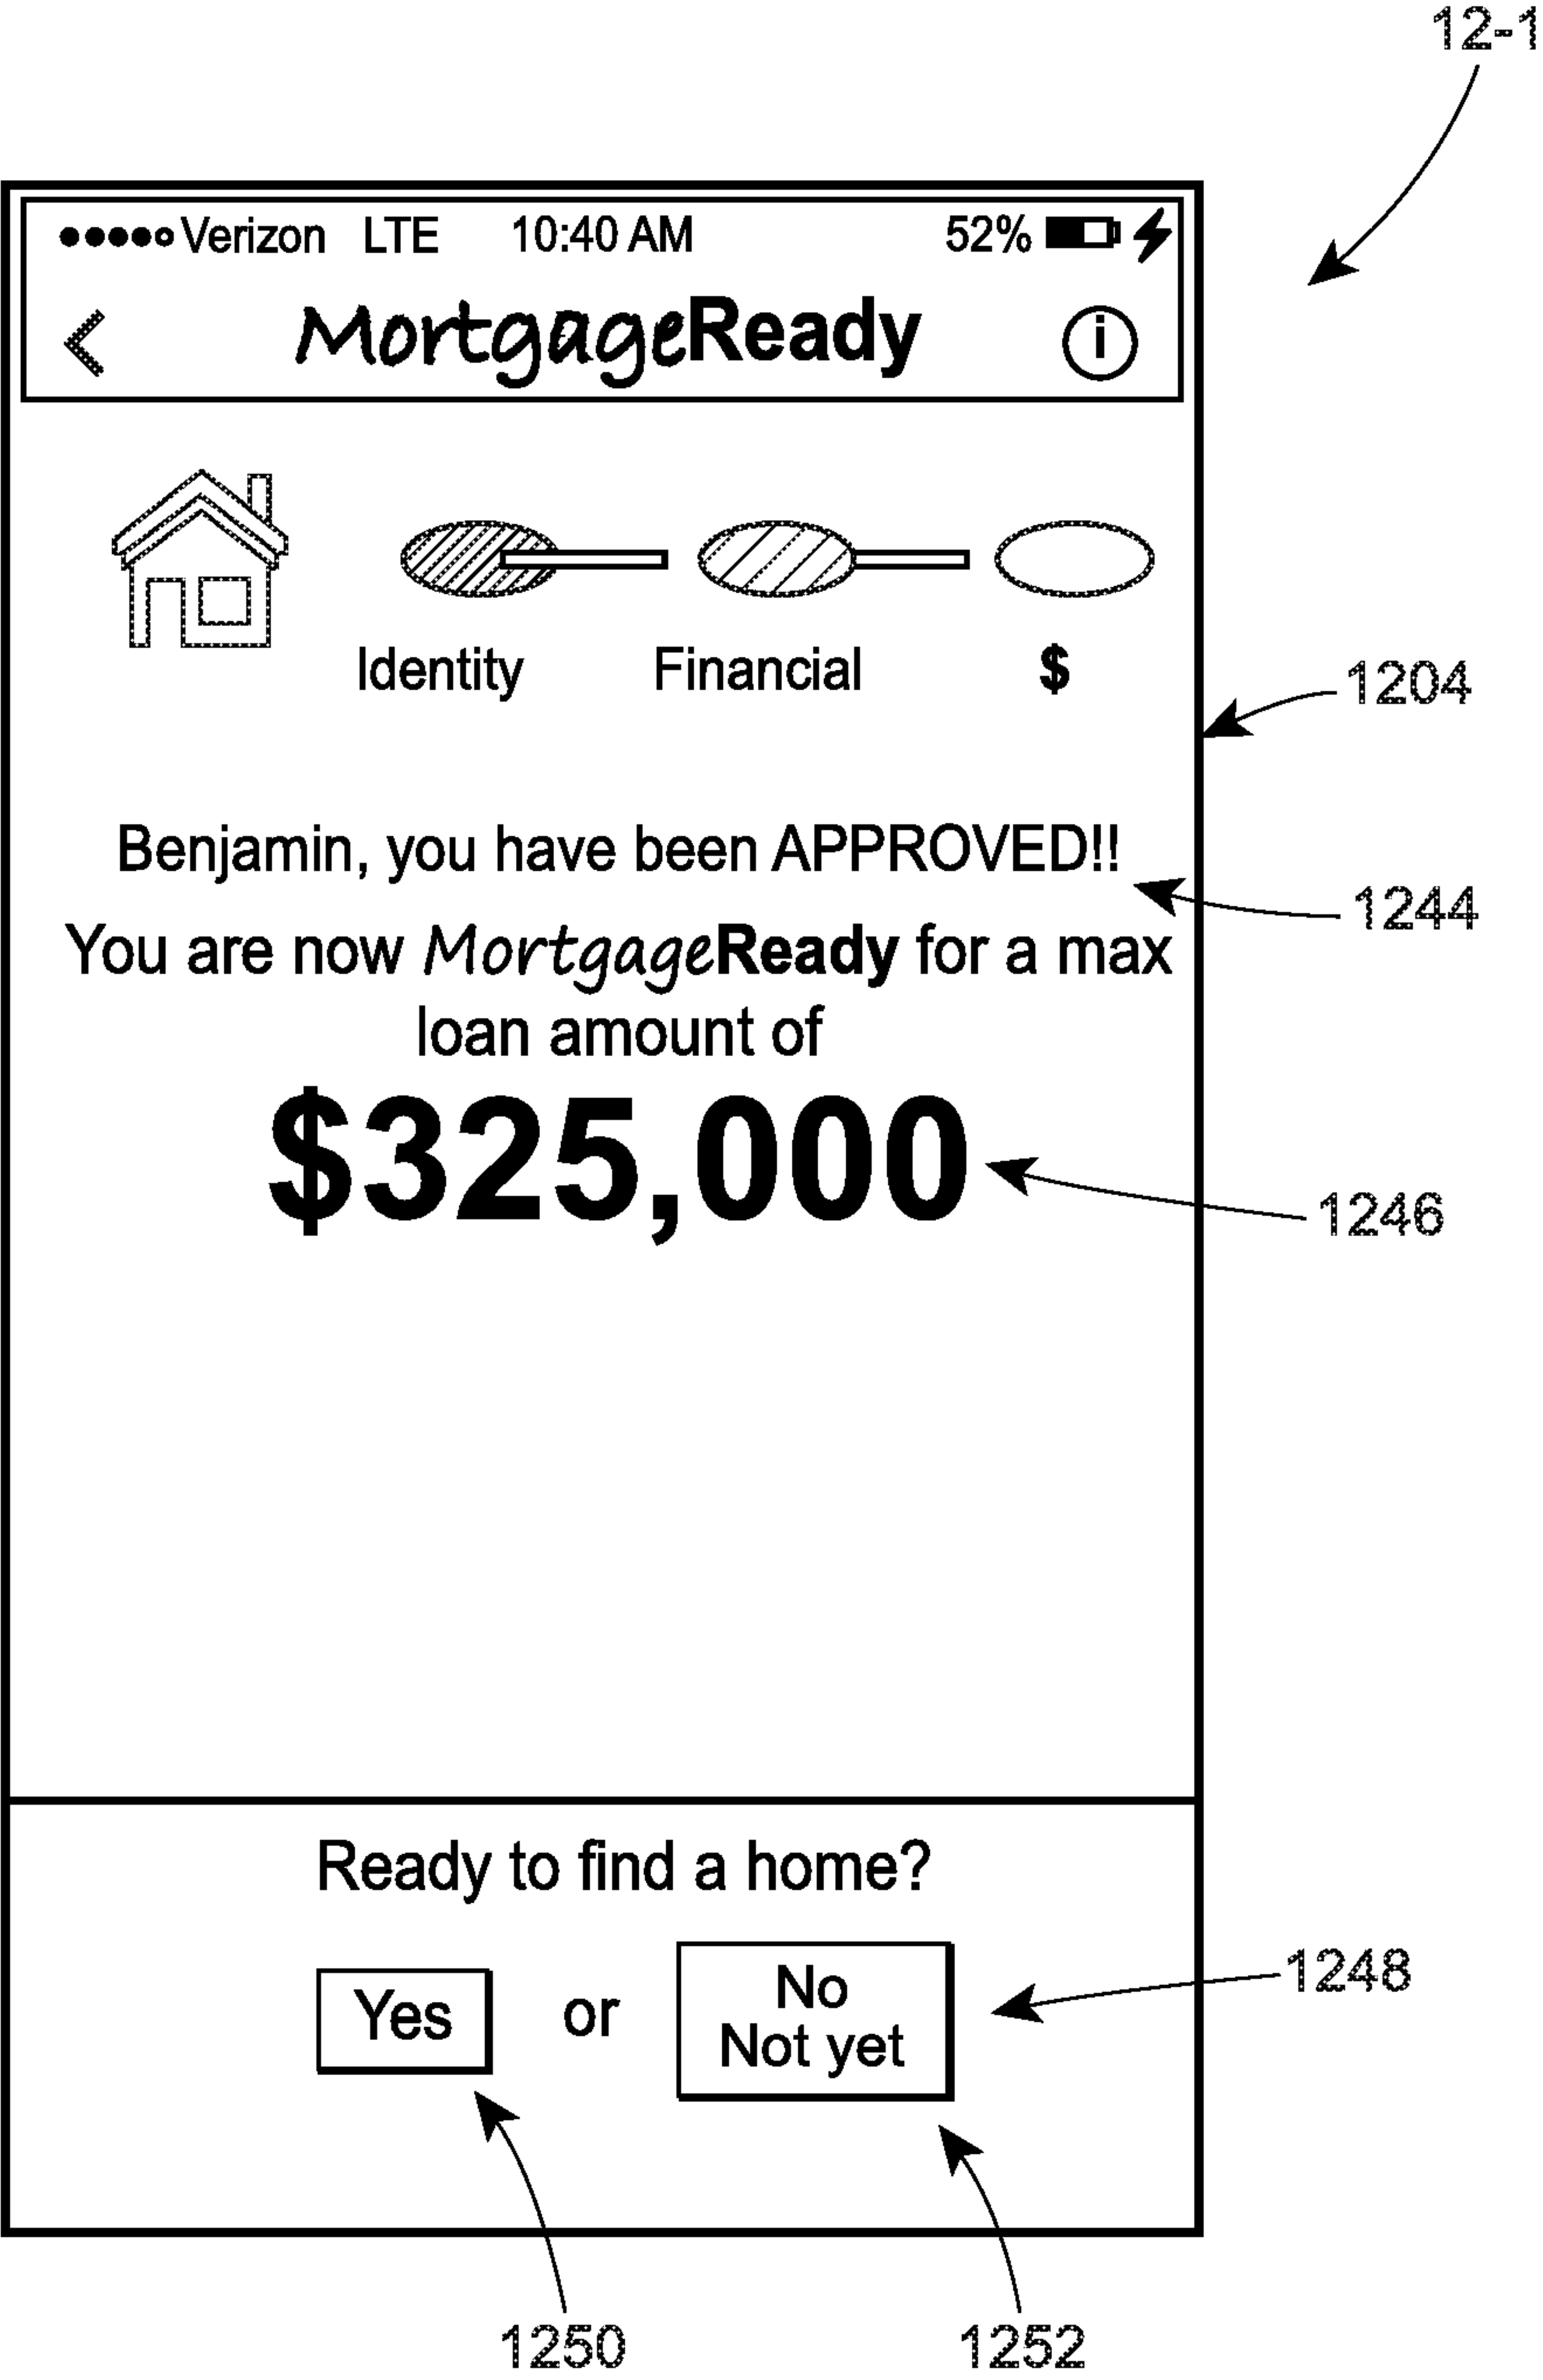 12-1
Verizon LTE 10:40 AM 52%
MortgageReady i
Identity Financial $
1204
Benjamin, you have been APPROVED!!
1244
You are now MortgageReady for a max
loan amount of
$325,000
1246
Ready to find a home?
Yes or No
Not yet
1248
1250 1252